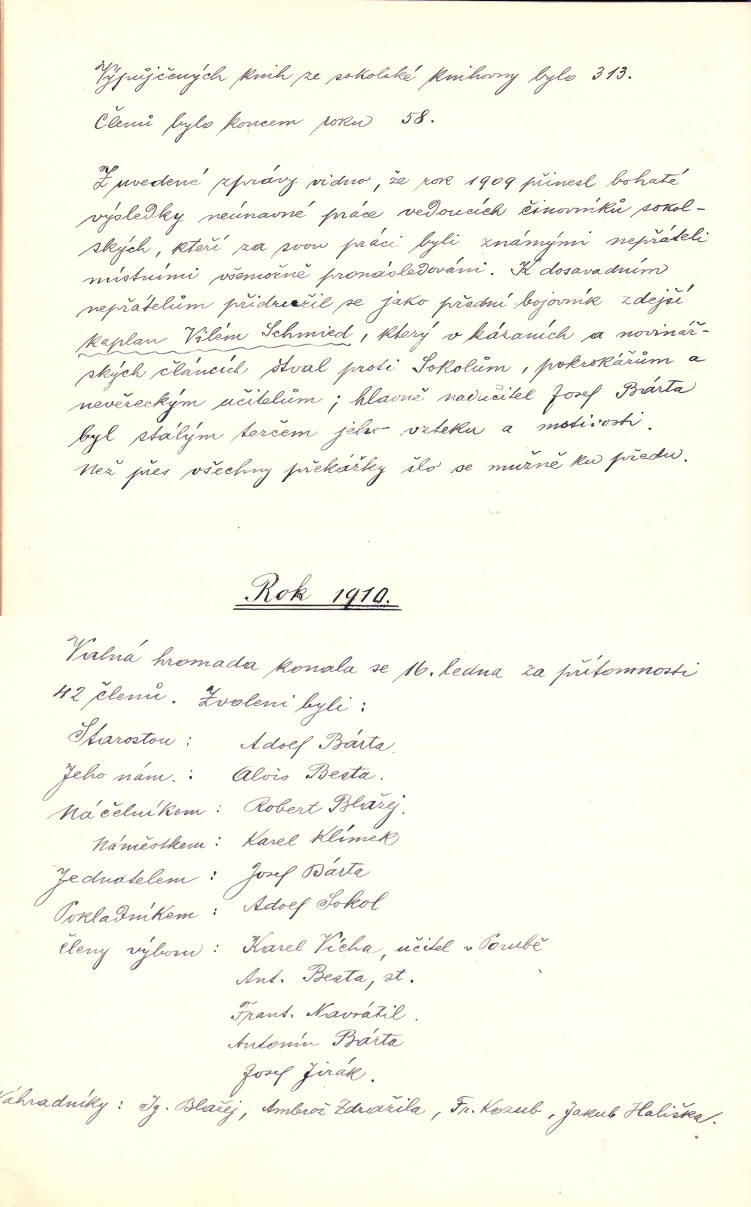 Výpůjčených knih ze sokolské knihovny bylo 313.
Členů bylo koncem roku 58.
Z uvedené zprávy vidno, že rok 1909 přinesl bohaté
výsledky neúnavné práce vedoucích činovníků sokol-
ských, kteří za svou práci byli známými nepřáteli
místními všemožně pronásledováni. K dosavadním
nepřátelům přidružil se jako přední bojovník zdejší
kaplan Vilém Schmied, který v kázaních a novinář-
ských článcích štval proti Sokolům, pokrokářům a
nevěreckým učitelům; hlavně nadučitel Josef Bárta
byl stálým terčem jeho vzteku a mstivosti.
Než přes všechny překážky šlo se mužně ku předu.
Rok 1910.
Valná hromada konala se 16. ledna za přítomnosti
42 členů. Zvoleni byli:
Starostou: Adolf Bárta.
Jeho nám.: Alois Besta.
Náčelníkem: Robert Blažej.
Náměstkem: Karel Klímek
Jednatelem: Josef Bárta
Pokladníkem: Adolf Sokol
Členy výboru: Karel Vícha, učitel v Porubě
Ant. Besta, st.
Frant. Navrátil.
Antonín Bárta
Josef Jirák.
Náhradníky: Ig. Blažej, Ambrož Zdražila, Fr. Kozub, Jakub Hališka.